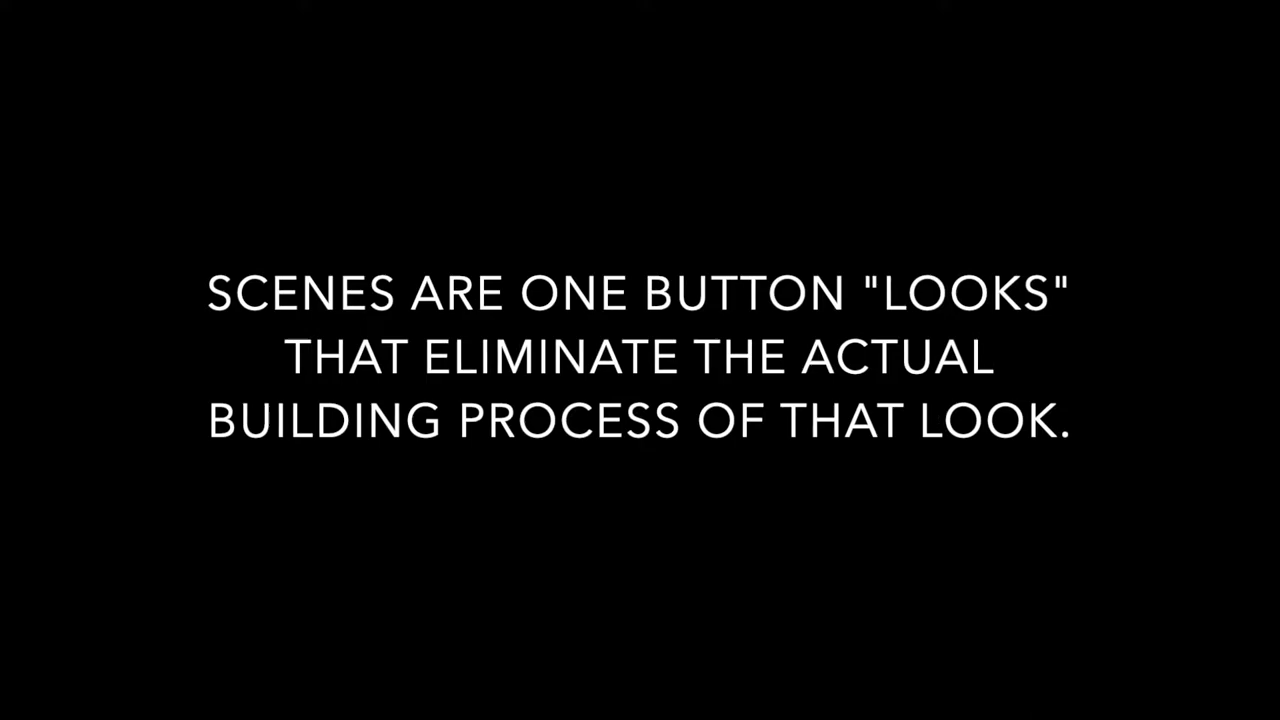 SCENES ARE ONE BUTTON "LOOKS"
THAT ELIMINATE THE ACTUAL
BUILDING PROCESS OF THAT LOOK.